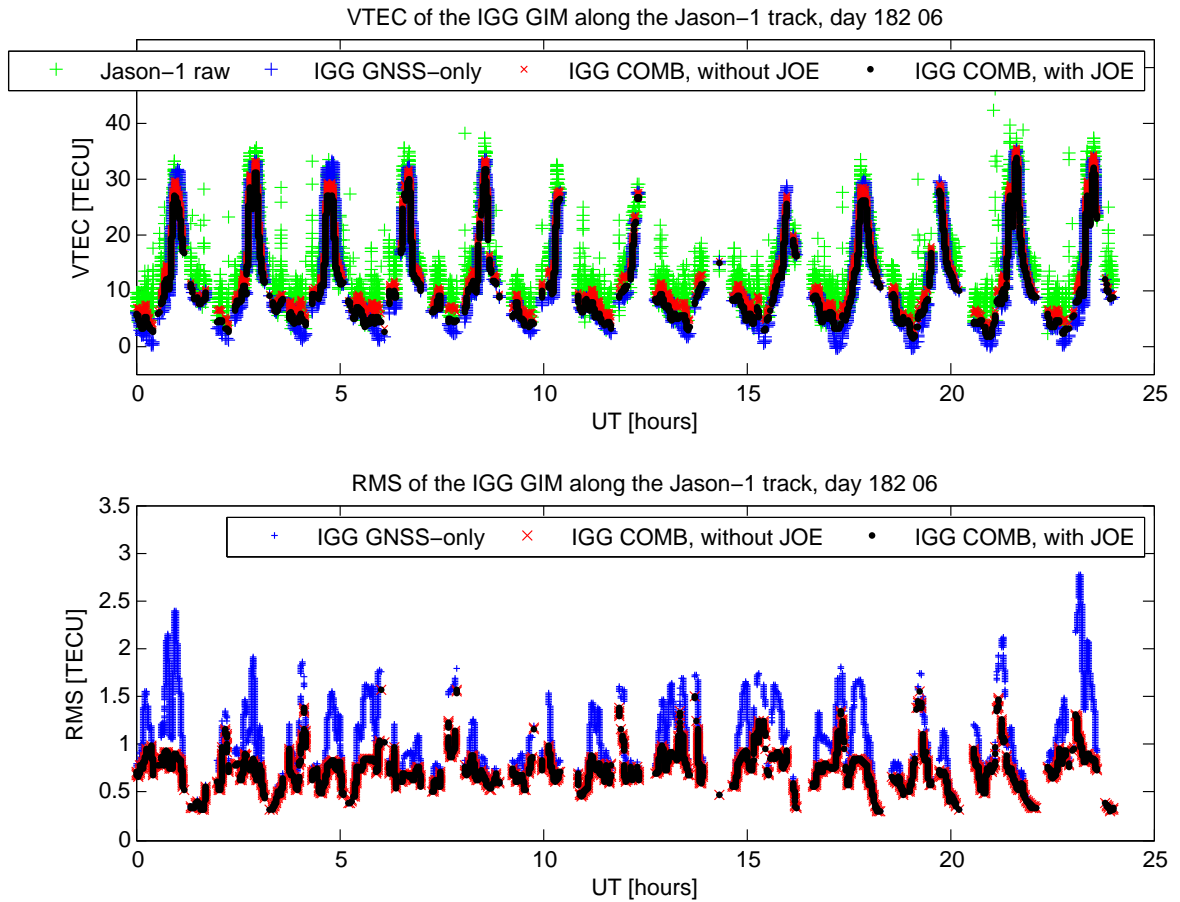 VTEC of the IGG GIM along the Jason−1 track, day 182 06
Jason−1 raw IGG GNSS−only IGG COMB, without JOE IGG COMB, with JOE
VTEC [TECU]
40
30
20
10
0
0 5 10 15 20 25
UT [hours]
RMS of the IGG GIM along the Jason−1 track, day 182 06
IGG GNSS−only IGG COMB, without JOE IGG COMB, with JOE
RMS [TECU]
3.5
3
2.5
2
1.5
1
0.5
0
0 5 10 15 20 25
UT [hours]